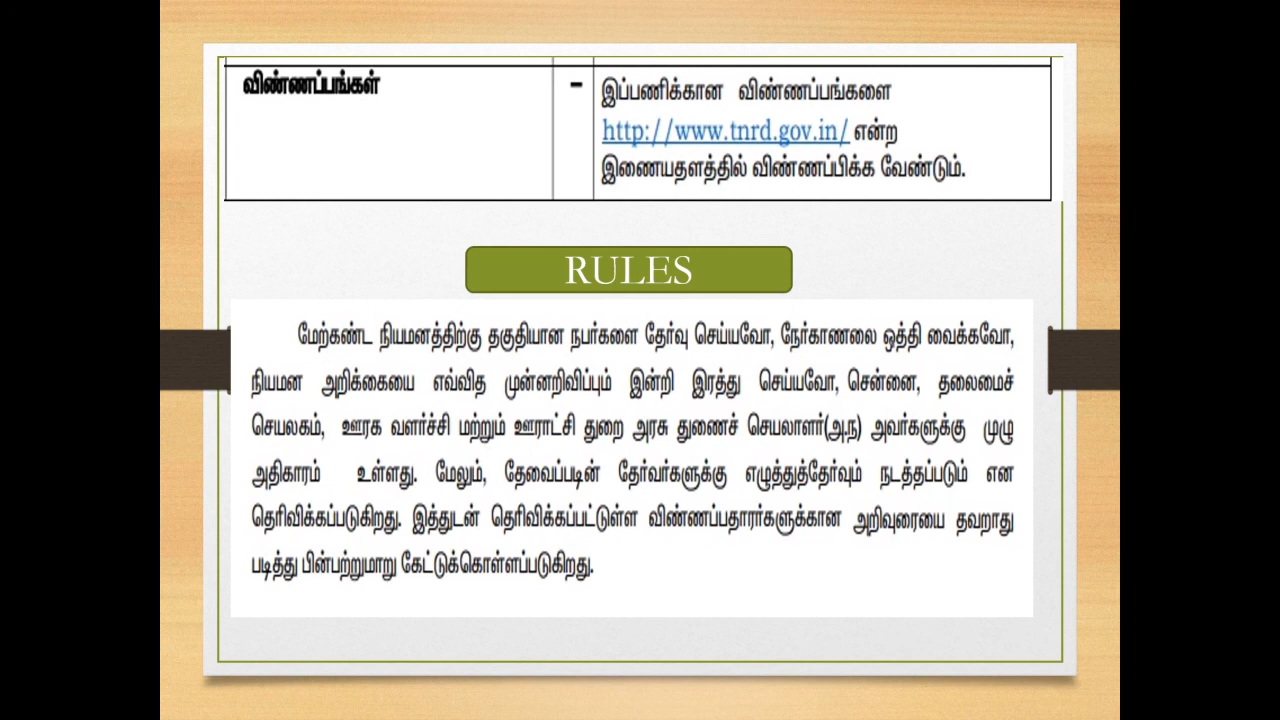 விண்ணப்பங்கள் – இப்பணிக்கான விண்ணப்பங்களை
http://www.tnrd.gov.in/ என்ற
இணையதளத்தில் விண்ணப்பிக்க வேண்டும்.
RULES
மேற்கண்ட நியமனத்திற்கு தகுதியான நபர்களை தேர்வு செய்யவோ, நேர்காணலை ஒத்தி வைக்கவோ,
நியமன அறிக்கையை எவ்வித முன்னறிவிப்பும் இன்றி இரத்து செய்யவோ, சென்னை, தலைமைச்
செயலகம், ஊரக வளர்ச்சி மற்றும் ஊராட்சி துறை அரசு துணைச் செயலாளர்(அ.ந) அவர்களுக்கு முழு
அதிகாரம் உள்ளது. மேலும், தேவைப்படின் தேர்வர்களுக்கு எழுத்துத்தேர்வும் நடத்தப்படும் என
தெரிவிக்கப்படுகிறது. இத்துடன் தெரிவிக்கப்பட்டுள்ள விண்ணப்பதாரர்களுக்கான அறிவுரையை தவறாது
படித்து பின்பற்றுமாறு கேட்டுக்கொள்ளப்படுகிறது.